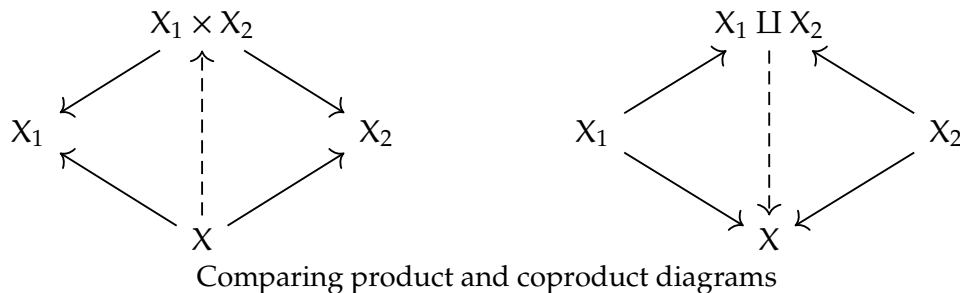 X₁ × X₂ X₁ ∐ X₂
X₁ X₂ X₁ X₂
X X
Comparing product and coproduct diagrams